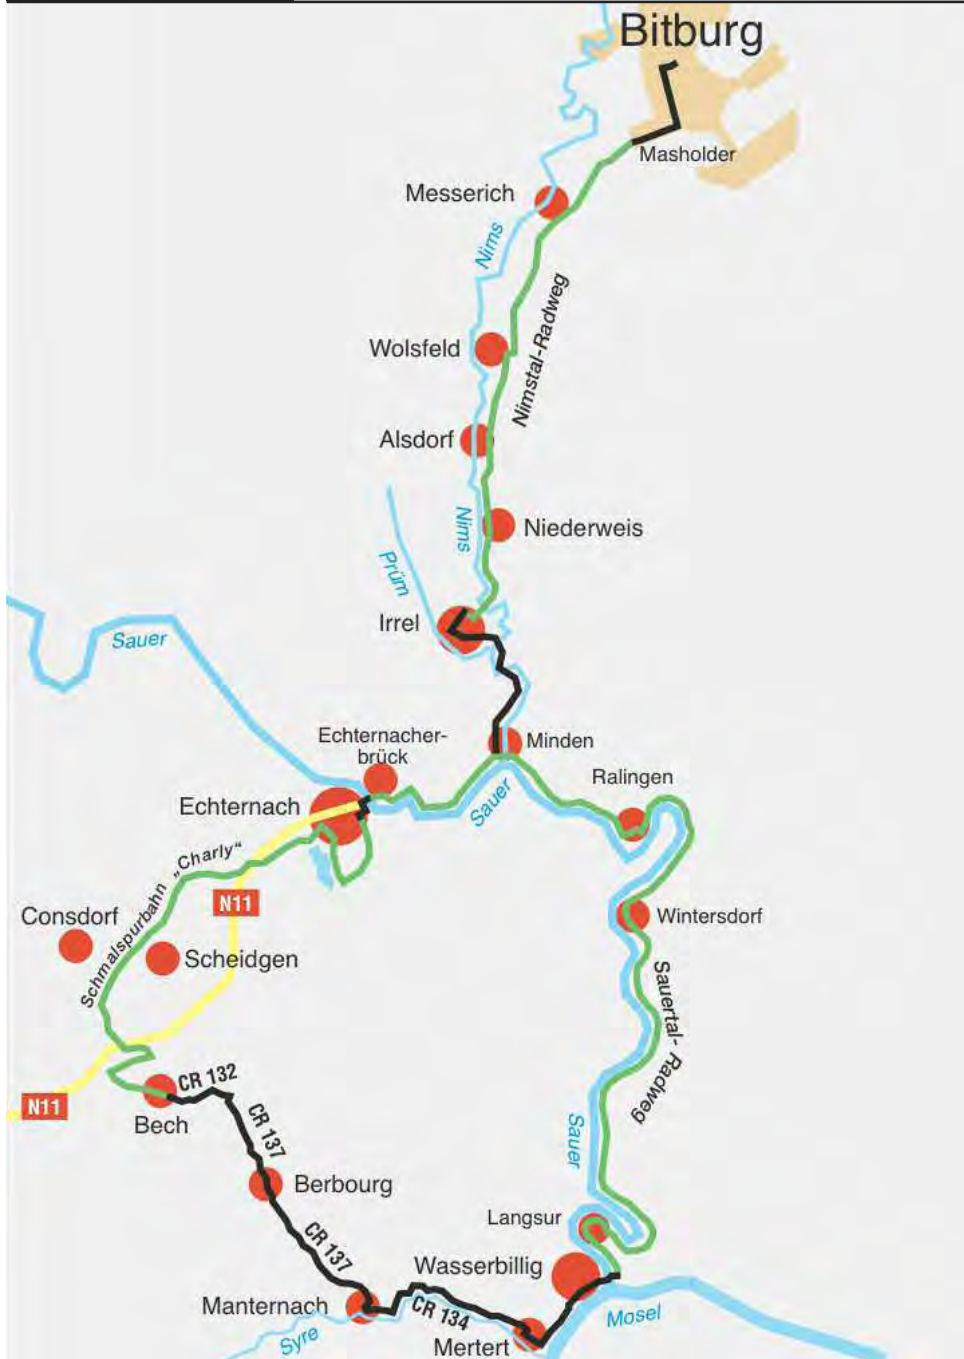 Bitburg
Masholder
Messerich
Nims
Nimstal-Radweg
Wolsfeld
Alsdorf
Nims
Niederweis
Prüm
Irrel
Sauer
Echternacher-
brück
Minden
Ralingen
Echternach
Sauer
Schmalspurbahn „Charly“
N11
Consdorf
Wintersdorf
Scheidgen
Sauertal-Radweg
CR 132
N11
Bech
CR 137
Sauer
Berbourg
Langsur
CR 137
Wasserbillig
Manternach
CR 134
Mosel
Syre
Mertert